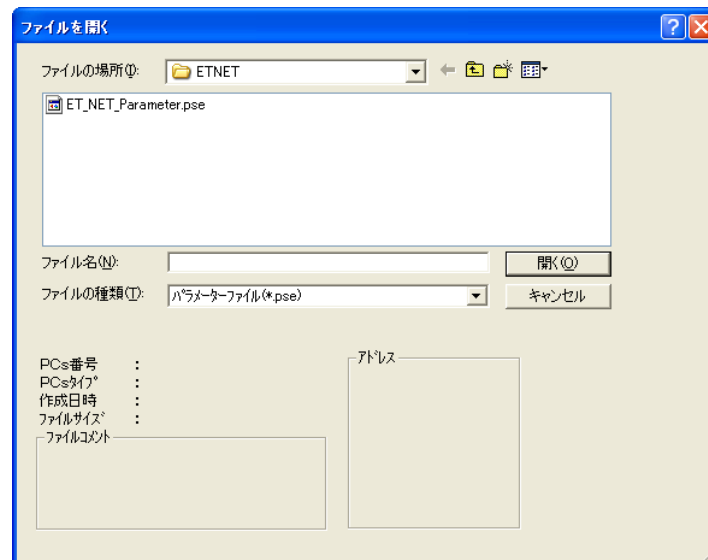 ファイルを開く
ファイルの場所(I): ETNET
ET_NET_Parameter.pse
ファイル名(N): 開く(O)
ファイルの種類(T): ﾊﾟﾗﾒｰﾀｰﾌｧｲﾙ(*.pse) キャンセル
PCs番号 :
PCsﾀｲﾌﾟ :
作成日時 :
ﾌｧｲﾙｻｲｽﾞ :
ﾌｧｲﾙｺﾒﾝﾄ
ｱﾄﾞﾚｽ